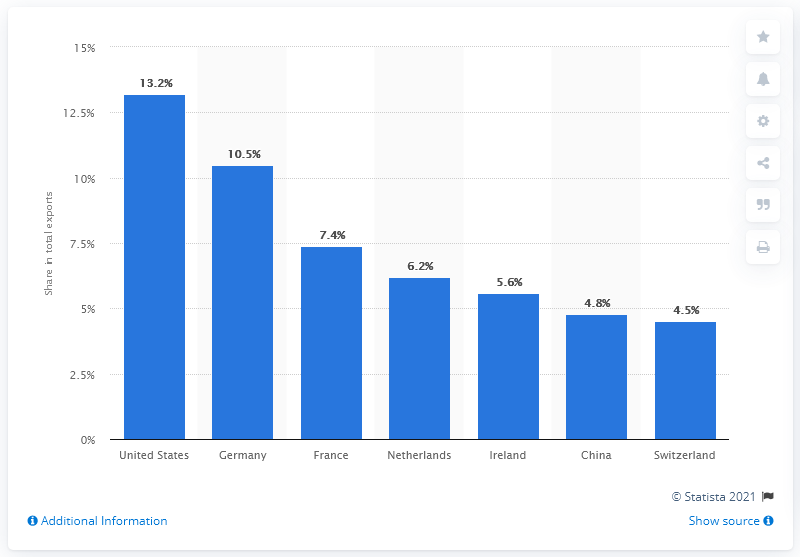 15%
12.5%
10%
7.5%
5%
2.5%
0%
Share in total exports
13.2%
10.5%
7.4%
6.2%
5.6%
4.8%
4.5%
United States
Germany
France
Netherlands
Ireland
China
Switzerland
© Statista 2021
Additional Information
Show source